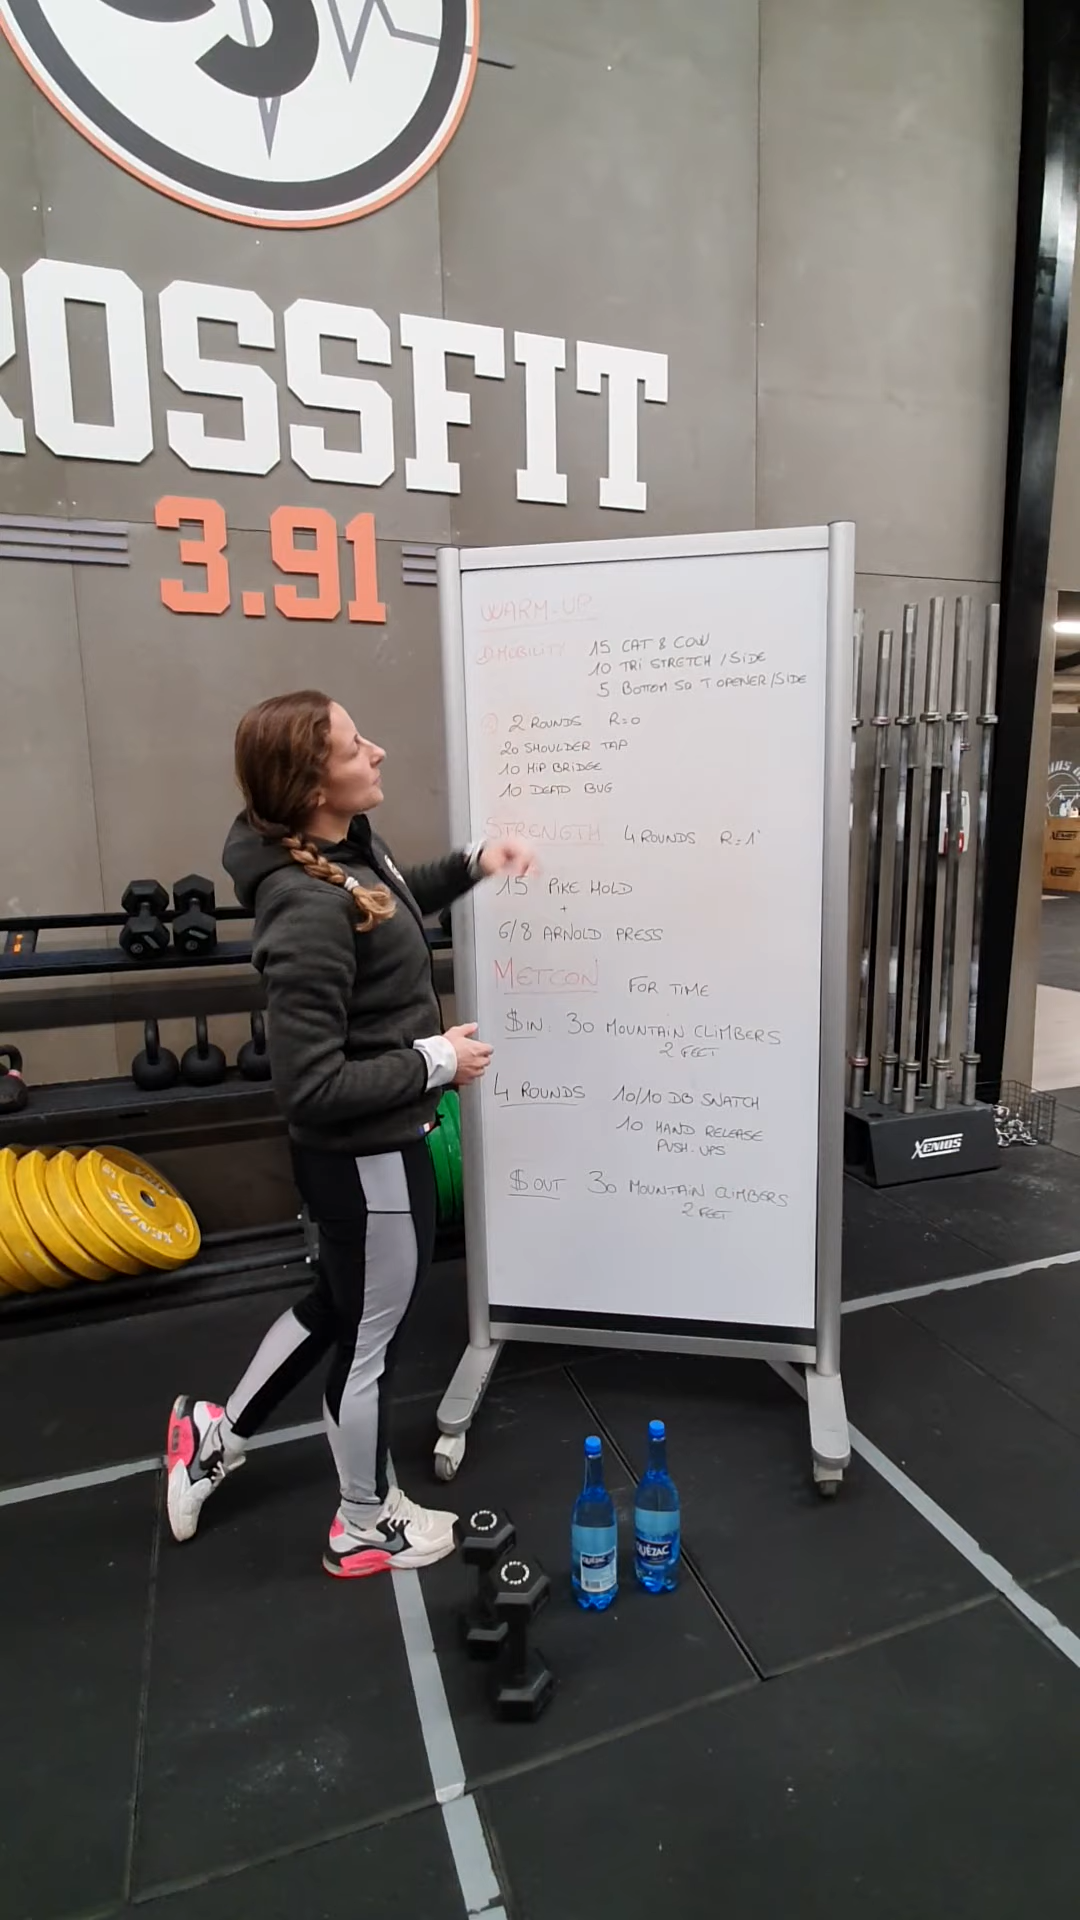 ROSSFIT
3.91
WARM-UP
MOBILITY 15 CAT & COW
10 TRI STRETCH / SIDE
5 BOTTOM SQ T OPENER/SIDE
2 ROUNDS R=0
20 SHOULDER TAP
10 HIP BRIDGE
10 DEAD BUG
STRENGTH 4 ROUNDS R=1'
15 PIKE HOLD
+
6/8 ARNOLD PRESS
METCON FOR TIME
$ IN: 30 MOUNTAIN CLIMBERS
2 FEET
4 ROUNDS 10/10 DB SNATCH
10 HAND RELEASE
PUSH-UPS
$ OUT 30 MOUNTAIN CLIMBERS
2 FEET
XENIOS
XENIOS
QUÉZAC